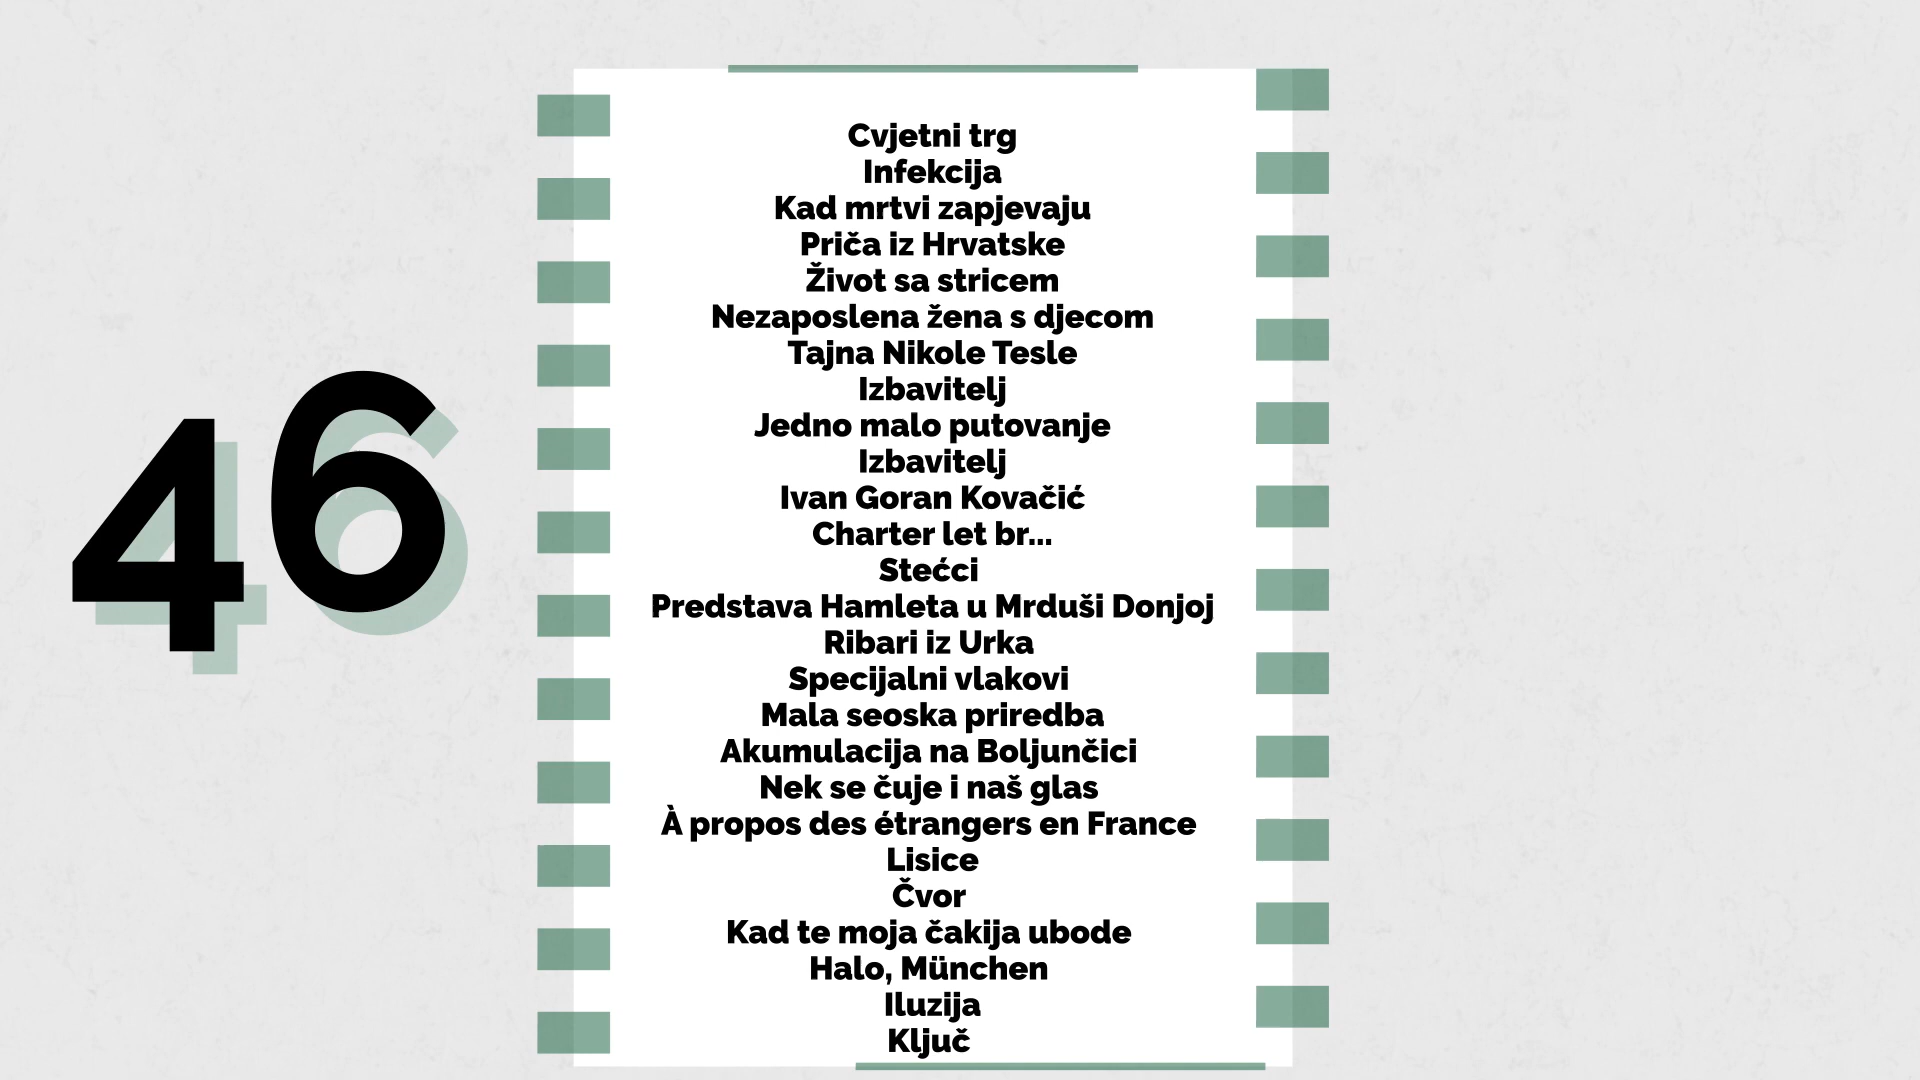 46
Cvjetni trg
Infekcija
Kad mrtvi zapjevaju
Priča iz Hrvatske
Život sa stricem
Nezaposlena žena s djecom
Tajna Nikole Tesle
Izbavitelj
Jedno malo putovanje
Izbavitelj
Ivan Goran Kovačić
Charter let br...
Stećci
Predstava Hamleta u Mrduši Donjoj
Ribari iz Urka
Specijalni vlakovi
Mala seoska priredba
Akumulacija na Boljunčici
Nek se čuje i naš glas
À propos des étrangers en France
Lisice
Čvor
Kad te moja čakija ubode
Halo, München
Iluzija
Ključ